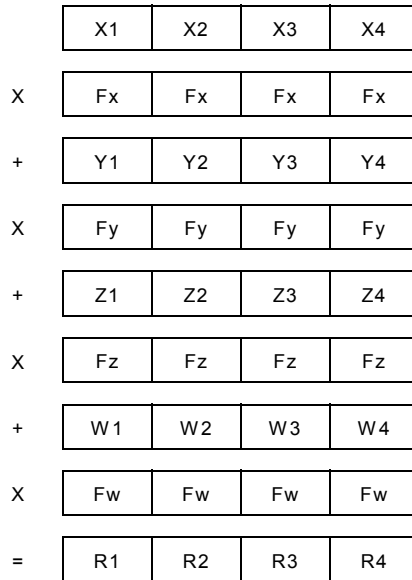 X1 X2 X3 X4
X Fx Fx Fx Fx
+ Y1 Y2 Y3 Y4
X Fy Fy Fy Fy
+ Z1 Z2 Z3 Z4
X Fz Fz Fz Fz
+ W1 W2 W3 W4
X Fw Fw Fw Fw
= R1 R2 R3 R4